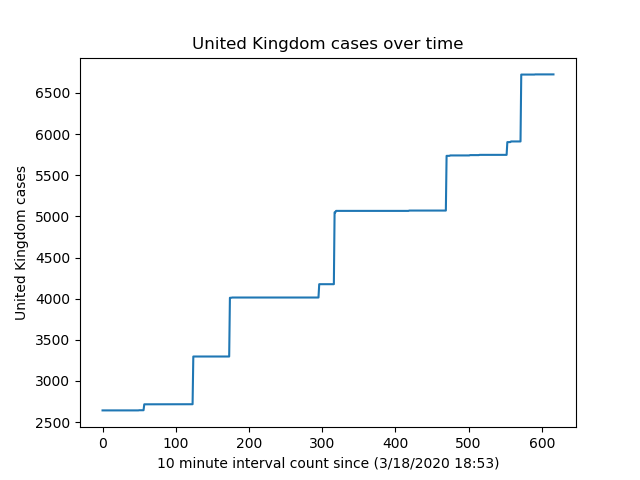 United Kingdom cases over time
United Kingdom cases
6500
6000
5500
5000
4500
4000
3500
3000
2500
0 100 200 300 400 500 600
10 minute interval count since (3/18/2020 18:53)